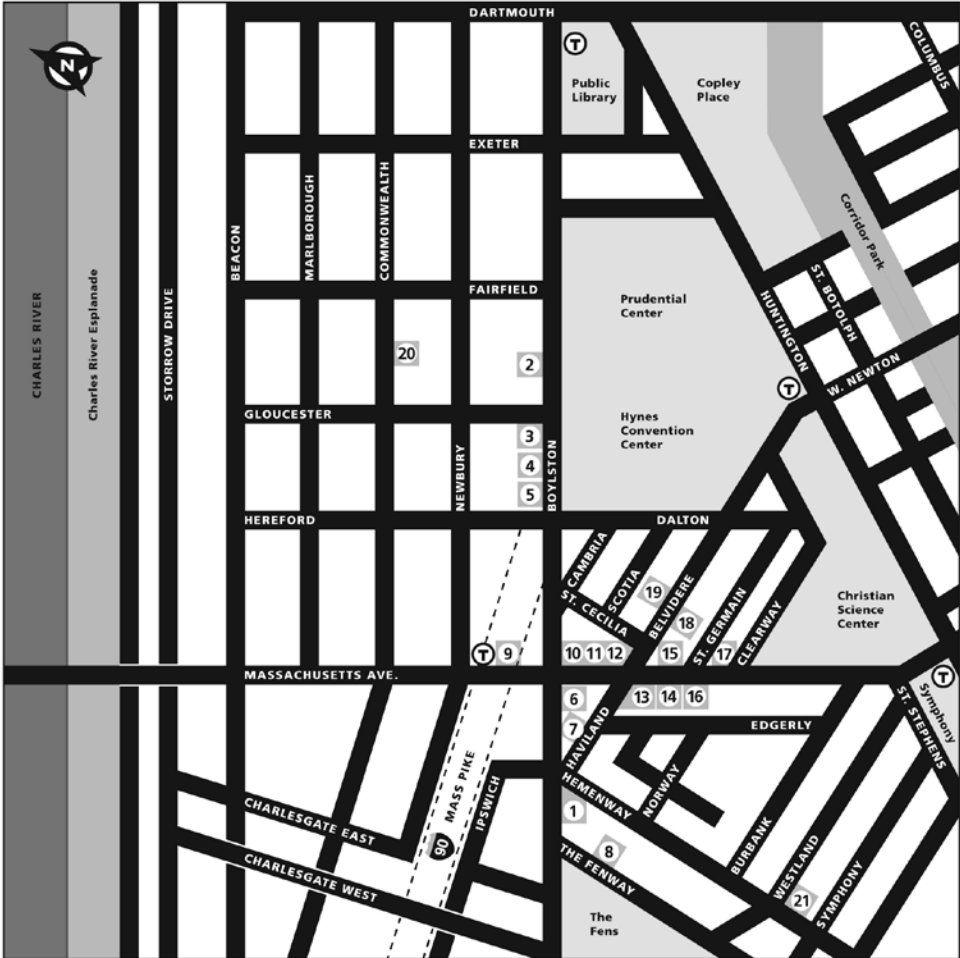 DARTMOUTH
COLUMBUS
N
T
Public
Library
Copley
Place
EXETER
BEACON
MARLBOROUGH
COMMONWEALTH
Corridor Park
CHARLES RIVER
Charles River Esplanade
STORROW DRIVE
FAIRFIELD
Prudential
Center
HUNTINGTON
ST. BOTOLPH
20
2
T
W. NEWTON
GLOUCESTER
3
4
5
NEWBURY
BOYLSTON
Hynes
Convention
Center
HEREFORD
DALTON
CAMBRIA
SCOTIA
ST. CECILIA
19
BELVIDERE
18
ST. GERMAIN
CLEARWAY
Christian
Science
Center
T
9
10
11
12
15
17
MASSACHUSETTS AVE.
T
Symphony
6
7
HAVILAND
13
14
16
EDGERLY
ST. STEPHENS
HEMENWAY
NORWAY
CHARLESGATE EAST
MASS PIKE
90
IPSWICH
1
8
BURBANK
WESTLAND
SYMPHONY
21
CHARLESGATE WEST
THE FENWAY
The
Fens